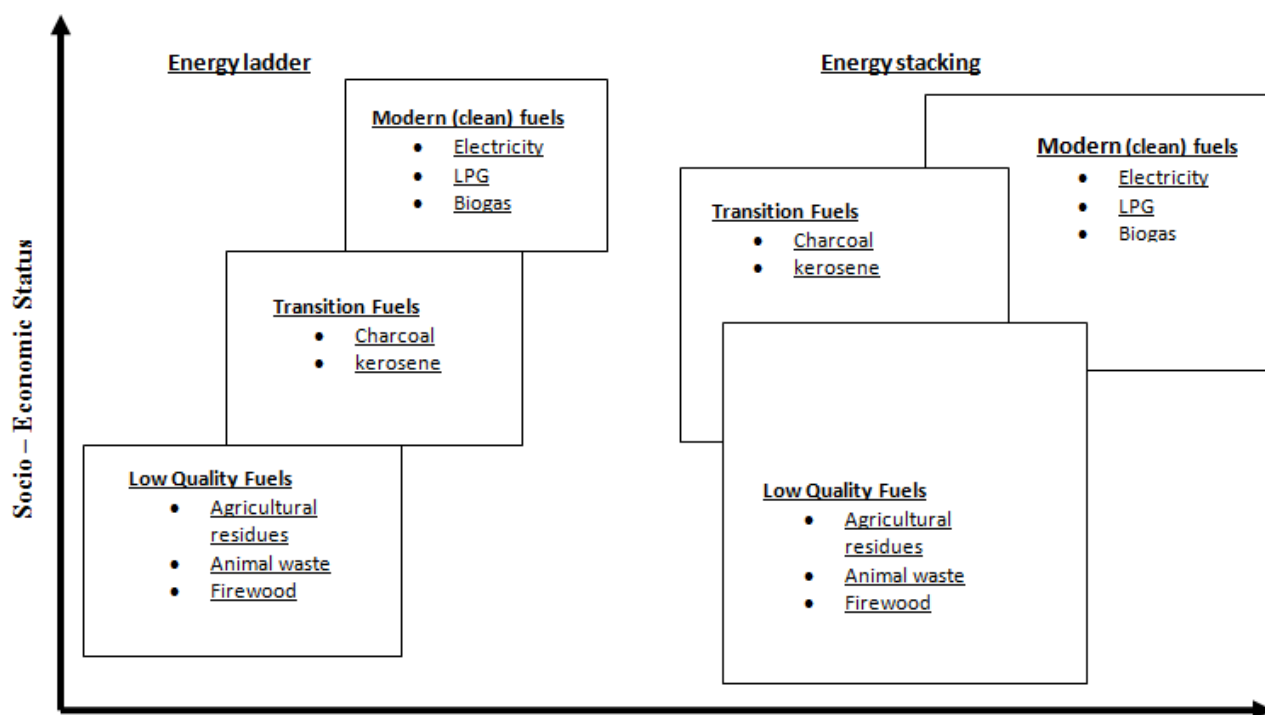 Energy ladder
Modern (clean) fuels
• Electricity
• LPG
• Biogas
Transition Fuels
• Charcoal
• kerosene
Low Quality Fuels
• Agricultural
residues
• Animal waste
• Firewood
Energy stacking
Modern (clean) fuels
• Electricity
• LPG
• Biogas
Transition Fuels
• Charcoal
• kerosene
Low Quality Fuels
• Agricultural
residues
• Animal waste
• Firewood
Socio – Economic Status